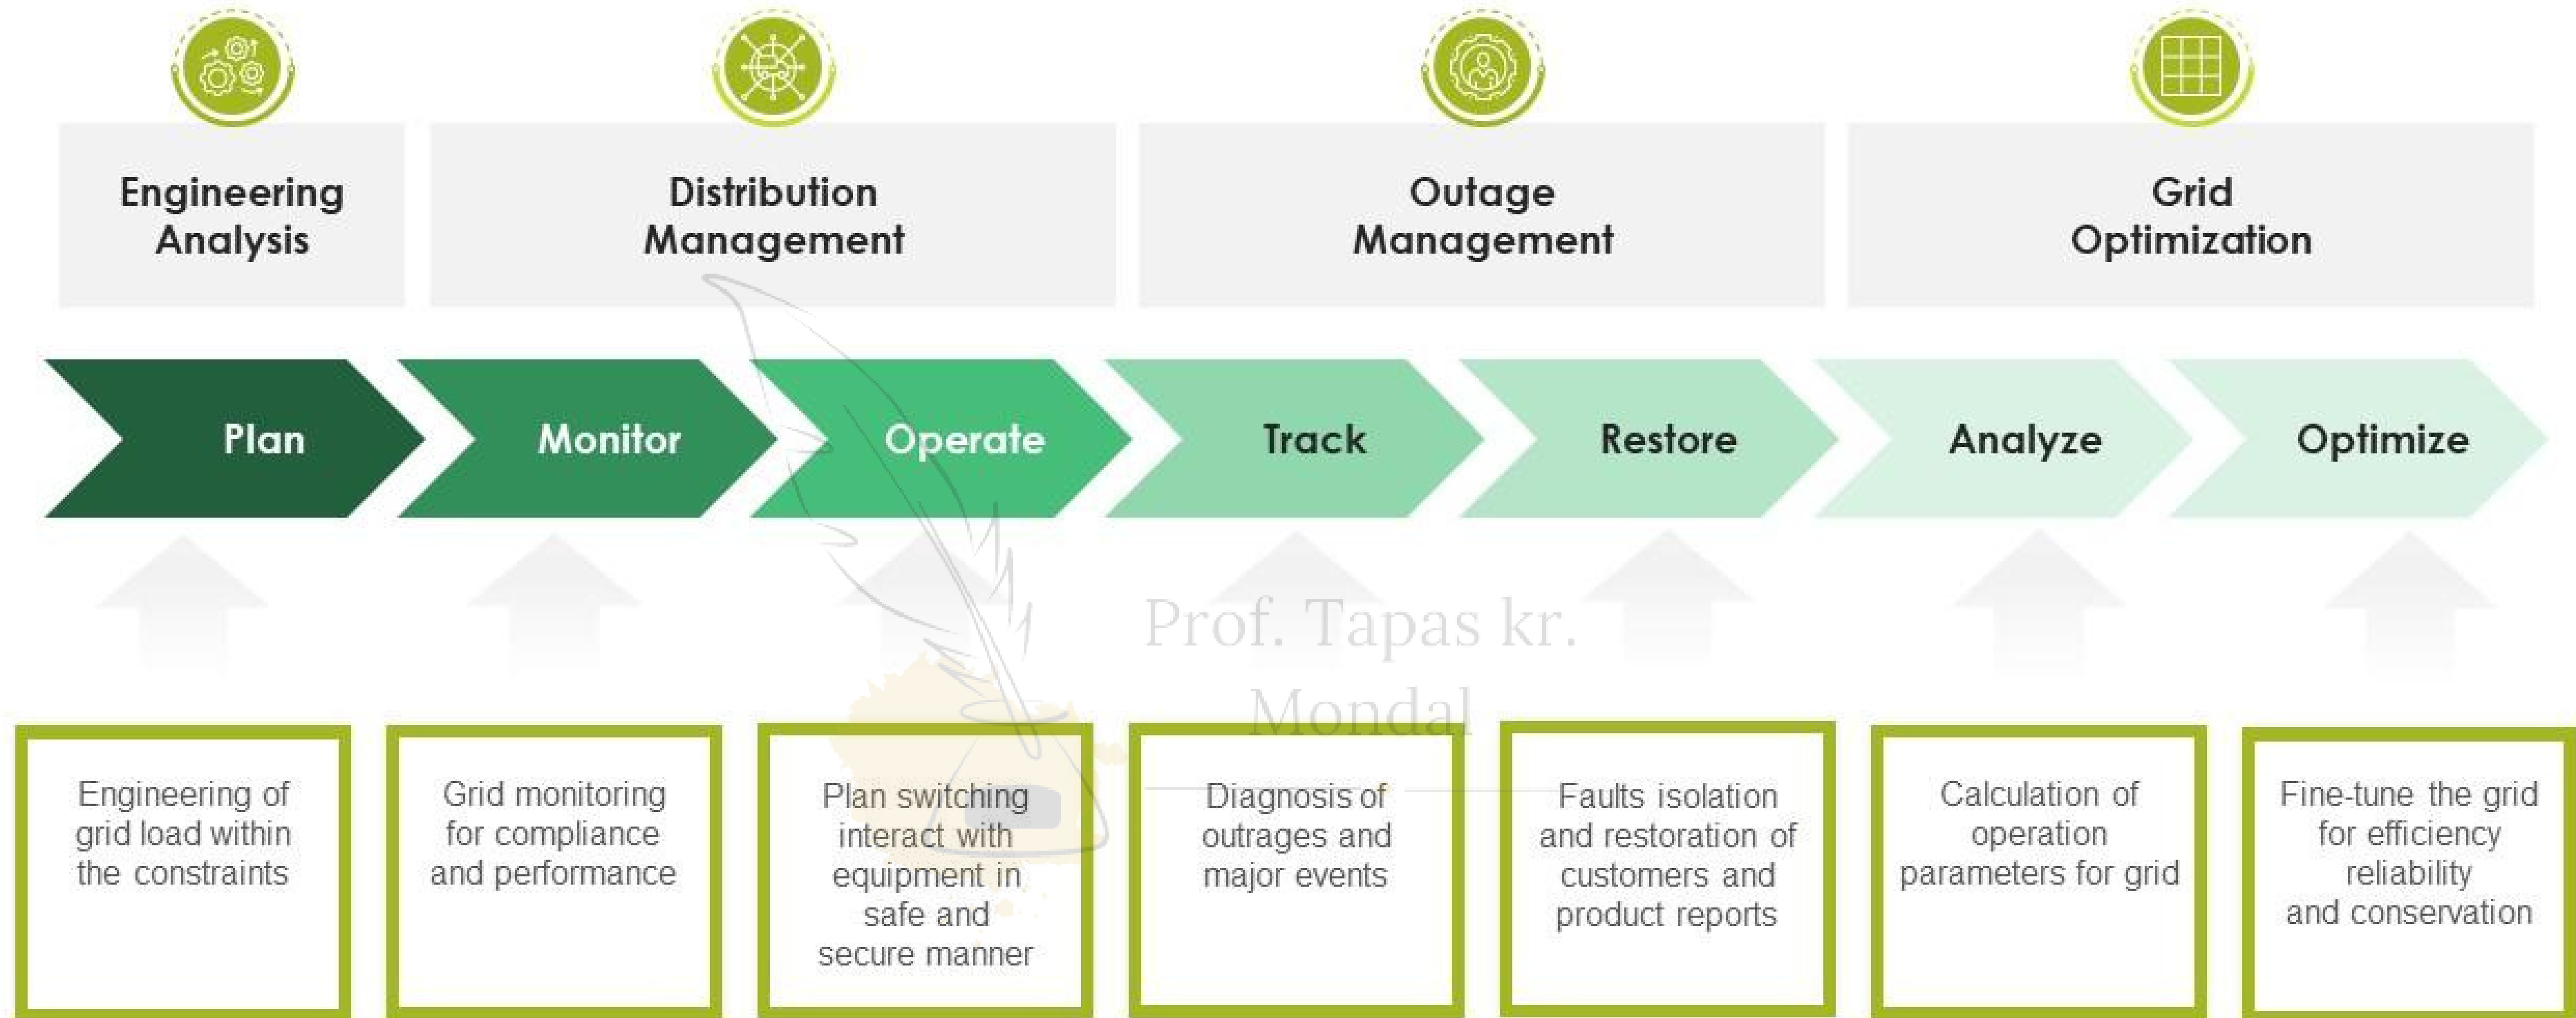 Engineering
Analysis
Distribution
Management
Outage
Management
Grid
Optimization
Plan
Monitor
Operate
Track
Restore
Analyze
Optimize
Prof. Tapas kr.
Mondal
Engineering of
grid load within
the constraints
Grid monitoring
for compliance
and performance
Plan switching
interact with
equipment in
safe and
secure manner
Diagnosis of
outrages and
major events
Faults isolation
and restoration of
customers and
product reports
Calculation of
operation
parameters for grid
Fine-tune the grid
for efficiency
reliability
and conservation